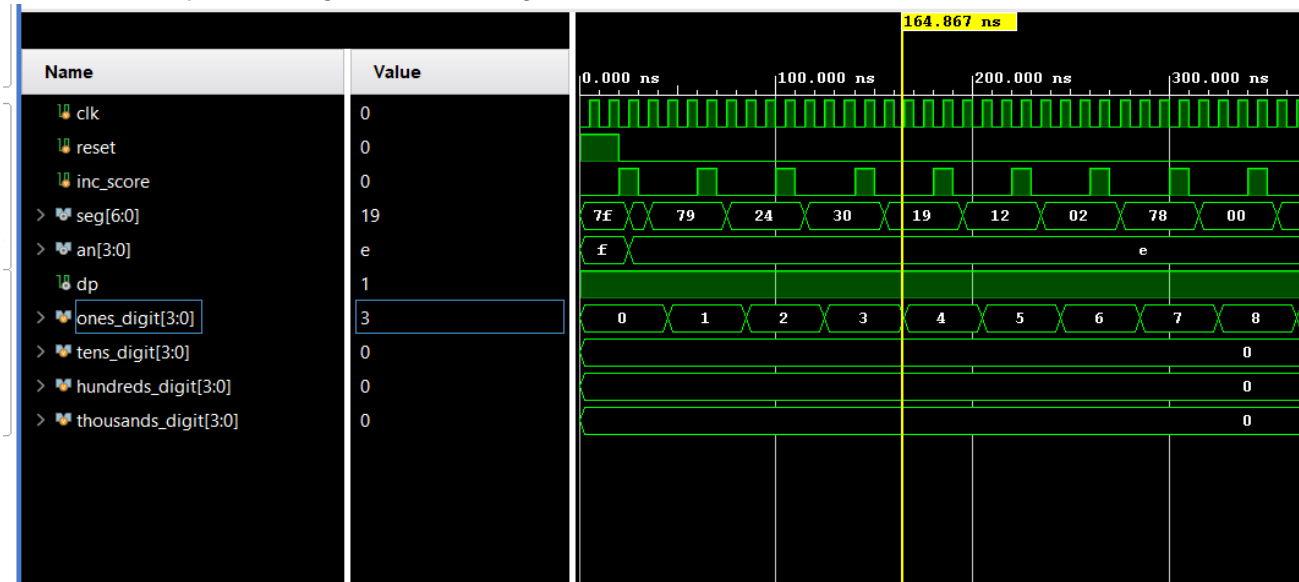 164.867 ns
Name Value 0.000 ns 100.000 ns 200.000 ns 300.000 ns
clk 0
reset 0
inc_score 0
seg[6:0] 19 7f 79 24 30 19 12 02 78 00
an[3:0] e f e
dp 1
ones_digit[3:0] 3 0 1 2 3 4 5 6 7 8
tens_digit[3:0] 0 0
hundreds_digit[3:0] 0 0
thousands_digit[3:0] 0 0